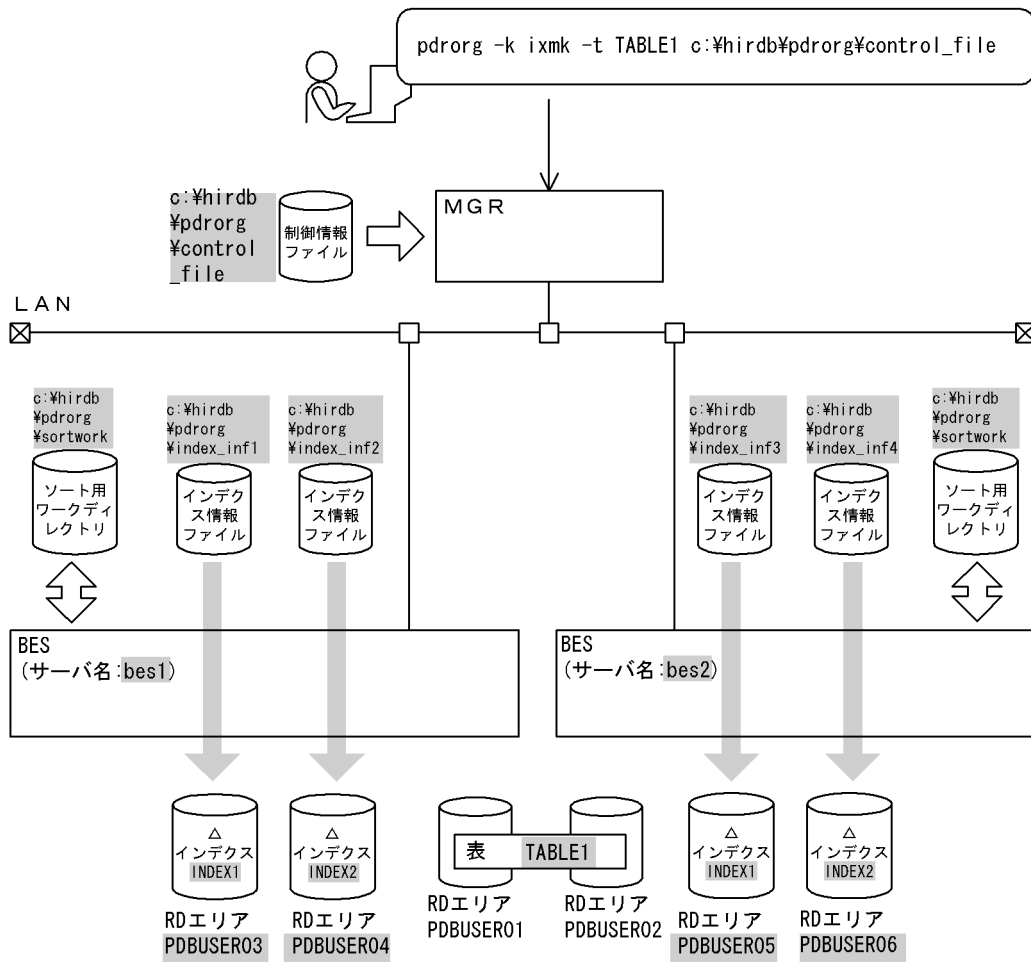 pdrorg -k ixmk -t TABLE1 c:¥hirdb¥pdrorg¥control_file
c:¥hirdb
¥pdrorg
¥control
_file
制御情報
ファイル
ＭＧＲ
ＬＡＮ
c:¥hirdb
¥pdrorg
¥sortwork
c:¥hirdb
¥pdrorg
¥index_inf1
c:¥hirdb
¥pdrorg
¥index_inf2
c:¥hirdb
¥pdrorg
¥index_inf3
c:¥hirdb
¥pdrorg
¥index_inf4
c:¥hirdb
¥pdrorg
¥sortwork
ソート用
ワークディ
レクトリ
インデク
ス情報
ファイル
インデク
ス情報
ファイル
インデク
ス情報
ファイル
インデク
ス情報
ファイル
ソート用
ワークディ
レクトリ
BES
(サーバ名:bes1)
BES
(サーバ名:bes2)
△
インデクス
INDEX1
△
インデクス
INDEX2
表 TABLE1
△
インデクス
INDEX1
△
インデクス
INDEX2
RDエリア
PDBUSER03
RDエリア
PDBUSER04
RDエリア
PDBUSER01
RDエリア
PDBUSER02
RDエリア
PDBUSER05
RDエリア
PDBUSER06